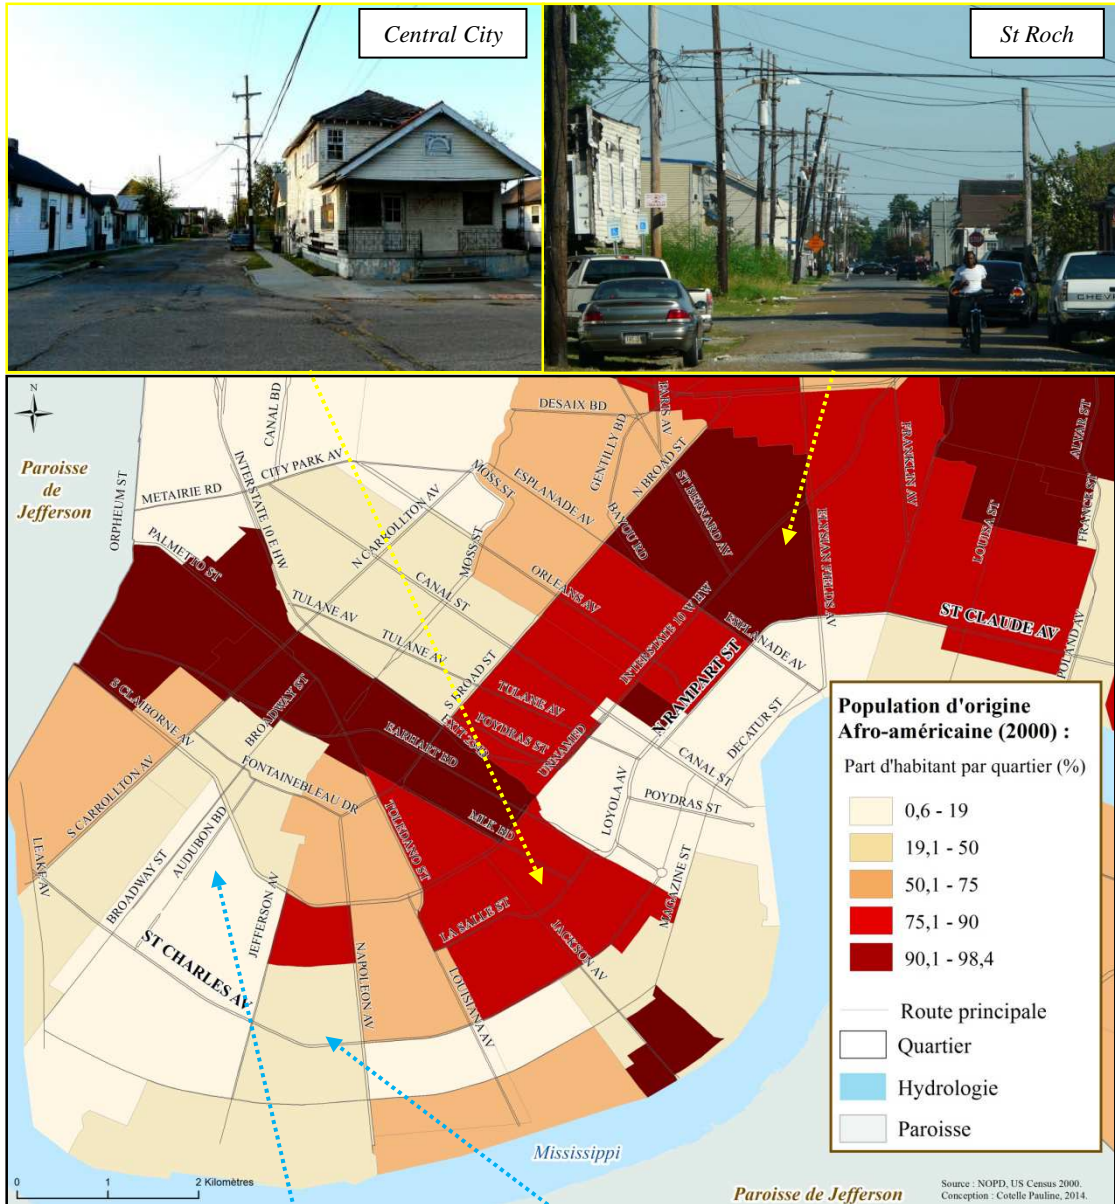 Central City
St Roch
CHEV
N
Paroisse
de
Jefferson
ORPHEUM ST
METAIRIE RD
CITY PARK AV
CANAL BD
INTERSTATE 10 E HW
PALMETTO ST
N CARROLLTON AV
MOSS ST
MOSS ST
DESAIX BD
GENTILLY BD
PARIS AV
N BROAD ST
ESPLANADE AV
BAYOU RD
ST BERNARD AV
ORLEANS AV
CANAL ST
TULANE AV
TULANE AV
S BROAD ST
TULANE AV
POYDRAS ST
INTERSTATE 10 W HW
UNNAMED
N RAMPART ST
ESPLANADE AV
ELYSIAN FIELDS AV
FRANKLIN AV
LOUISA ST
ALVAR ST
FRANCE ST
ST CLAUDE AV
POLAND AV
DECATUR ST
CANAL ST
POYDRAS ST
LOYOLA AV
MAGAZINE ST
S CLAIBORNE AV
BROADWAY ST
EARHART BD
FONTAINEBLEAU DR
MLK BD
TOLEDANO ST
S CARROLLTON AV
AUDUBON BD
BROADWAY ST
LEAKE AV
JEFFERSON AV
ST CHARLES AV
NAPOLEON AV
LA SALLE ST
JACKSON AV
LOUISIANA AV
Mississippi
Paroisse de Jefferson
0 1 2 Kilomètres
Population d'origine
Afro-américaine (2000) :
Part d'habitant par quartier (%)
0,6 - 19
19,1 - 50
50,1 - 75
75,1 - 90
90,1 - 98,4
Route principale
Quartier
Hydrologie
Paroisse
Source : NOPD, US Census 2000.
Conception : Cotelle Pauline, 2014.